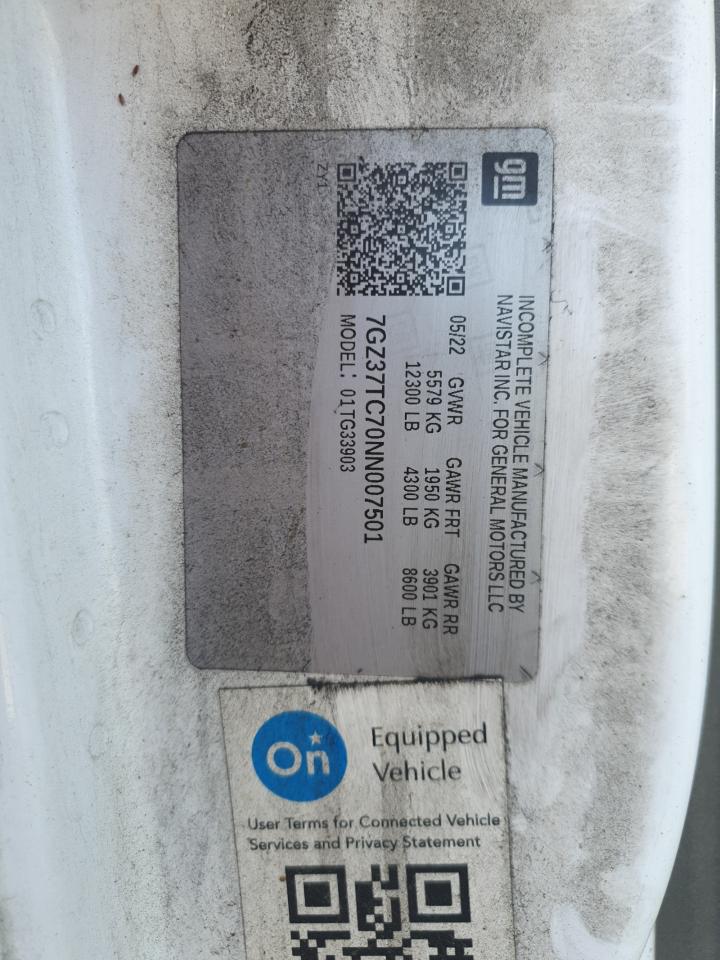 gm
INCOMPLETE VEHICLE MANUFACTURED BY
NAVISTAR INC. FOR GENERAL MOTORS LLC
05/22 GVWR GAWR FRT GAWR RR
5579 KG 1950 KG 3901 KG
12300 LB 4300 LB 8600 LB
7GZ37TC70NN007501
MODEL: 01TG33903
ZY1
On
Equipped
Vehicle
User Terms for Connected Vehicle
Services and Privacy Statement